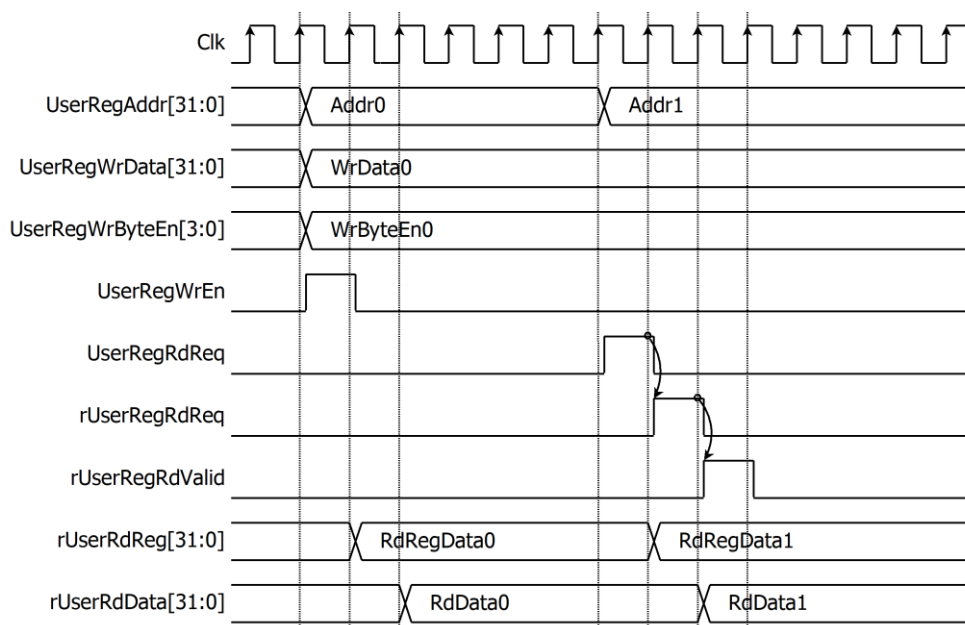 Clk
UserRegAddr[31:0] Addr0 Addr1
UserRegWrData[31:0] WrData0
UserRegWrByteEn[3:0] WrByteEn0
UserRegWrEn
UserRegRdReq
rUserRegRdReq
rUserRegRdValid
rUserRdReg[31:0] RdRegData0 RdRegData1
rUserRdData[31:0] RdData0 RdData1